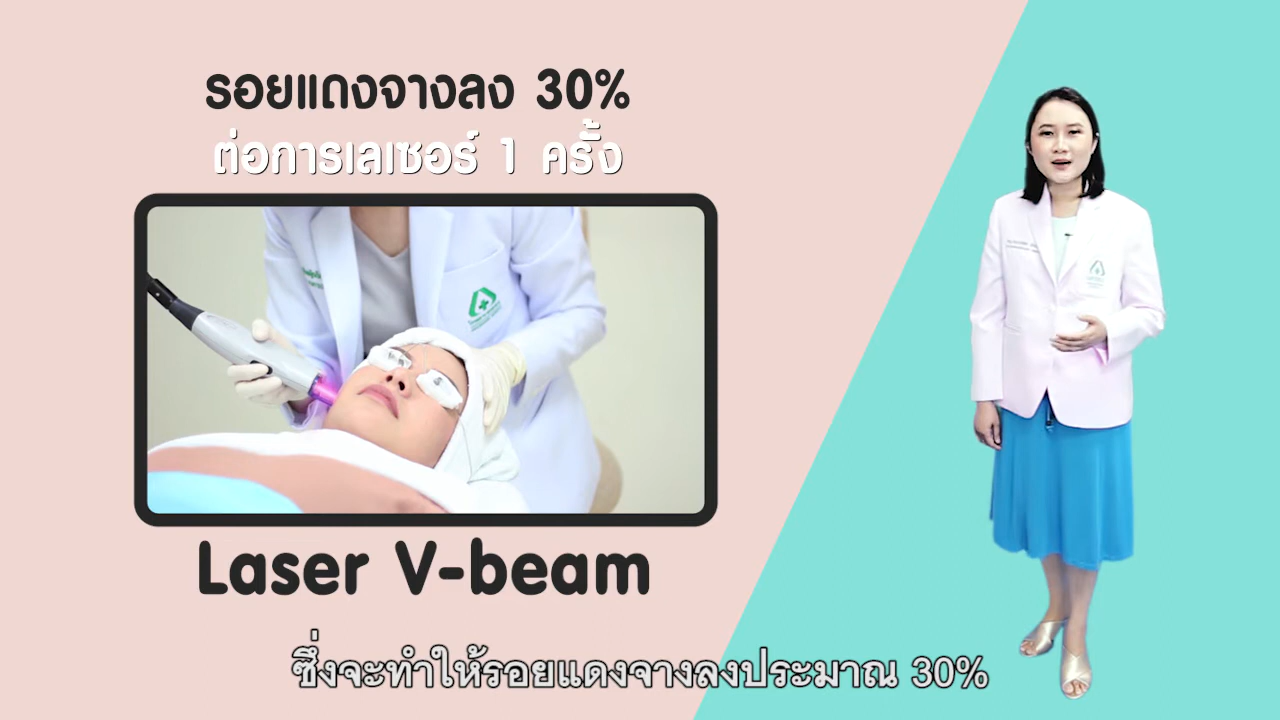 รอยแดงจางลง 30%
ต่อการเลเซอร์ 1 ครั้ง
Laser V-beam
ซึ่งจะทำให้รอยแดงจางลงประมาณ 30%